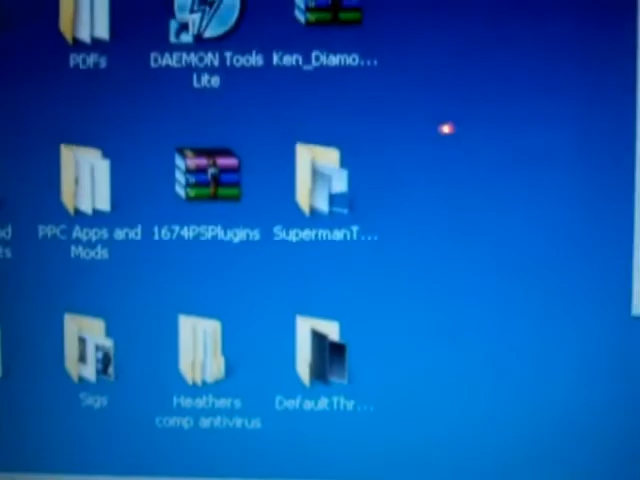 PDFs
DAEMON Tools
Lite
Ken_Diamo...
PPC Apps and
Mods
1674PSPlugins
SupermanT...
Sigs
Heathers
comp antivirus
DefaultThr...